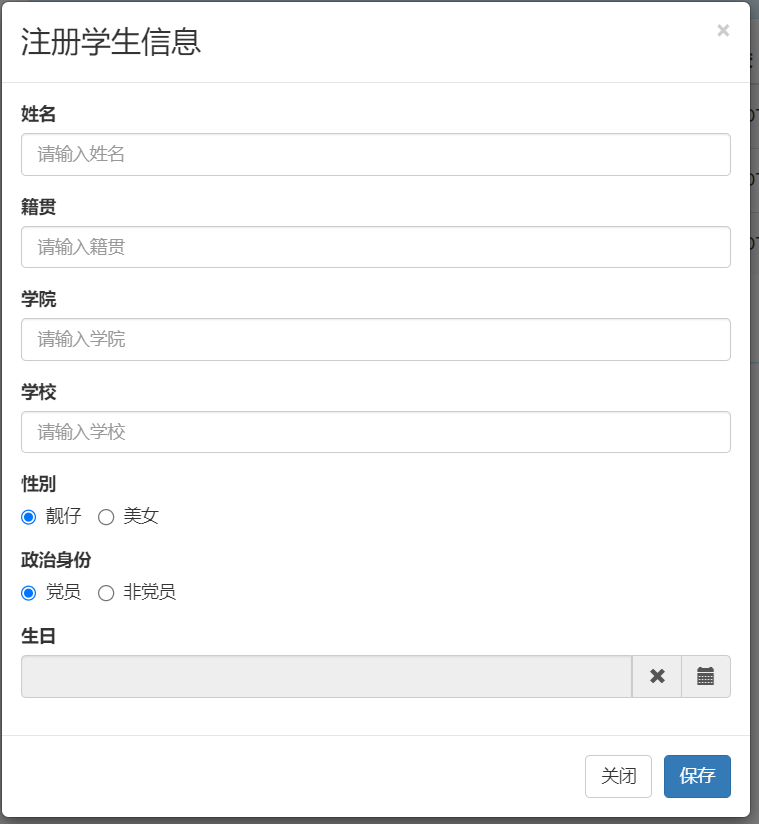 注册学生信息
×
姓名
请输入姓名
籍贯
请输入籍贯
学院
请输入学院
学校
请输入学校
性别
靓仔 美女
政治身份
党员 非党员
生日
关闭 保存